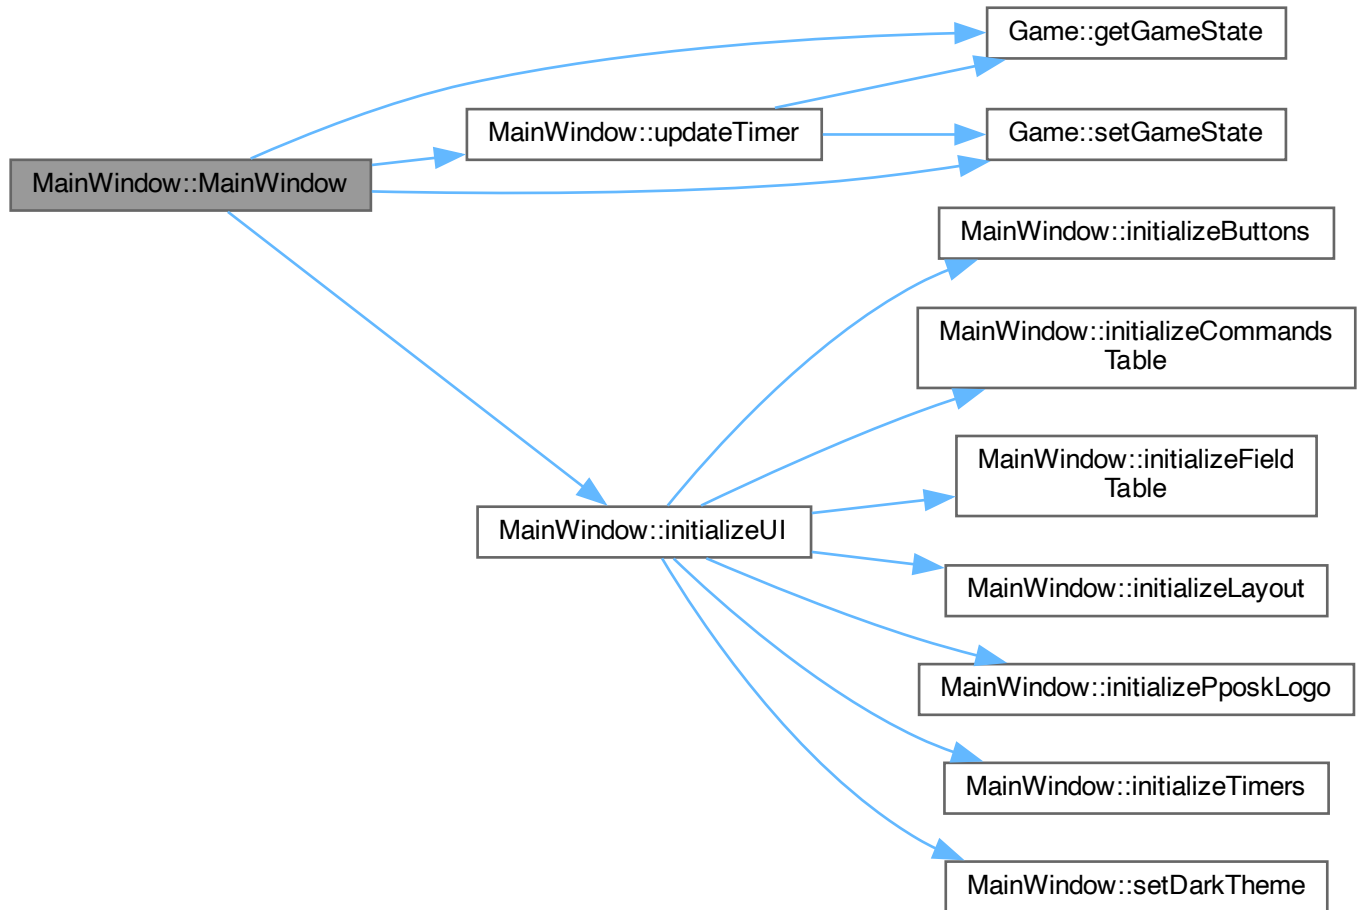 Game::getGameState
MainWindow::updateTimer
Game::setGameState
MainWindow::MainWindow
MainWindow::initializeButtons
MainWindow::initializeCommands
Table
MainWindow::initializeField
Table
MainWindow::initializeUI
MainWindow::initializeLayout
MainWindow::initializePposkLogo
MainWindow::initializeTimers
MainWindow::setDarkTheme